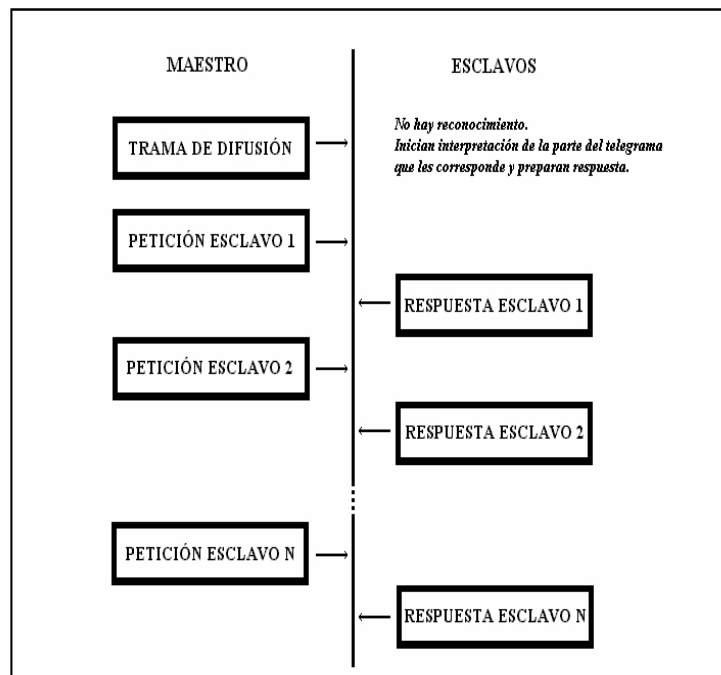 MAESTRO
ESCLAVOS
TRAMA DE DIFUSIÓN
No hay reconocimiento.
Inician interpretación de la parte del telegrama
que les corresponde y preparan respuesta.
PETICIÓN ESCLAVO 1
RESPUESTA ESCLAVO 1
PETICIÓN ESCLAVO 2
RESPUESTA ESCLAVO 2
PETICIÓN ESCLAVO N
RESPUESTA ESCLAVO N